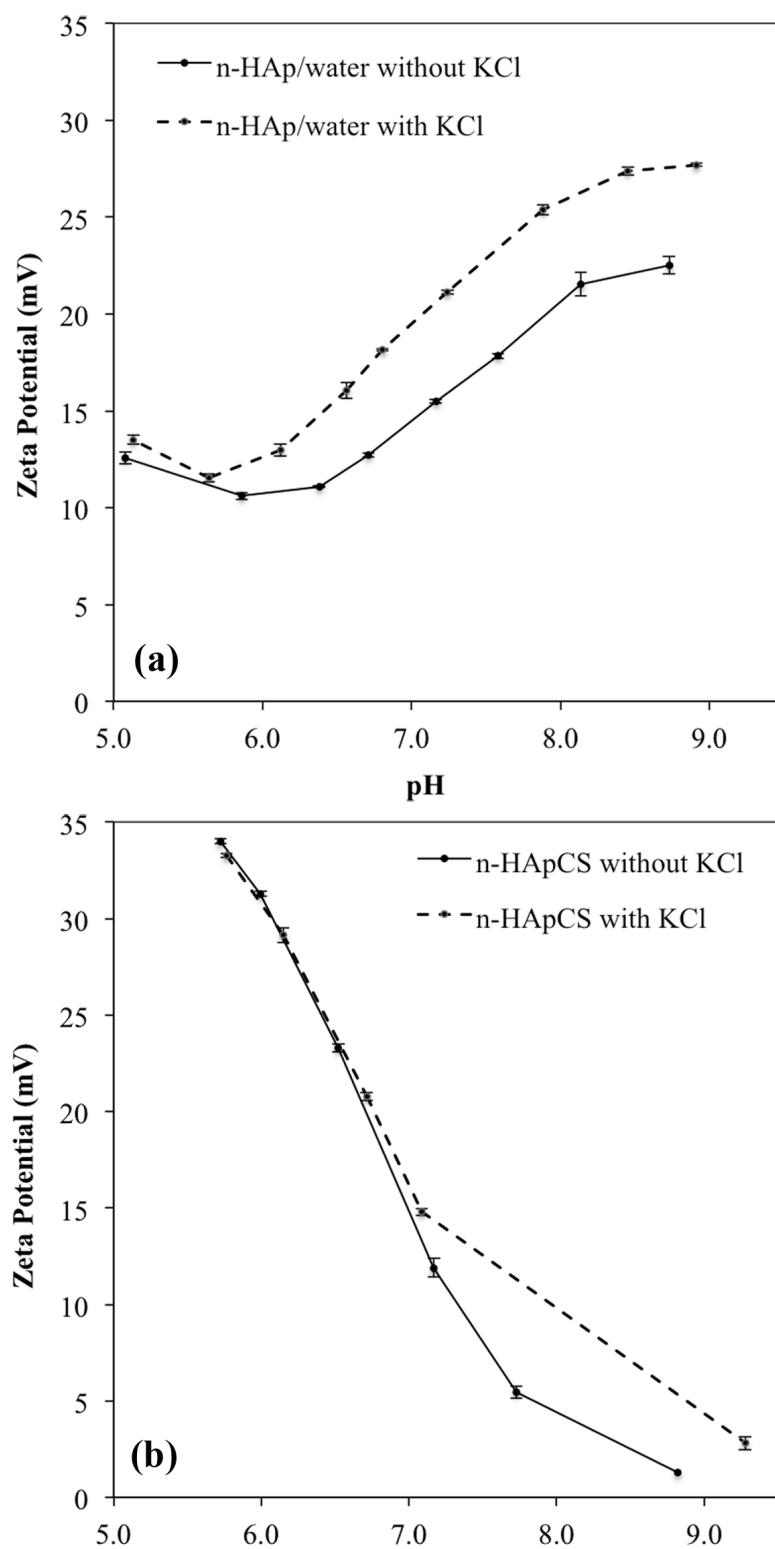 35
n-HAp/water without KCl
30
n-HAp/water with KCl
25
20
Zeta Potential (mV)
15
10
5
(a)
0
5.0 6.0 7.0 8.0 9.0
pH
35
n-HApCS without KCl
30
n-HApCS with KCl
25
20
Zeta Potential (mV)
15
10
5
(b)
0
5.0 6.0 7.0 8.0 9.0